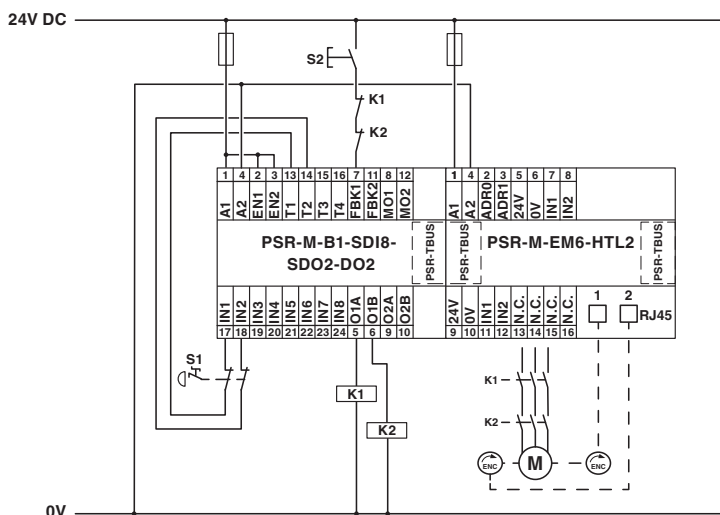 24V DC
S2
K1
K2
1 4 2 3 13 14 15 16 7 11 8 12
A1 A2 EN1 EN2 T1 T2 T3 T4 FBK1 FBK2 MO1 MO2
1 4 2 3 5 6 7 8
A1 A2 ADR0 ADR1 24V 0V IN1 IN2
PSR-M-B1-SDI8-
SDO2-DO2
PSR-TBUS
PSR-TBUS
PSR-M-EM6-HTL2
PSR-TBUS
IN1 IN2 IN3 IN4 IN5 IN6 IN7 IN8 O1A O1B O2A O2B
17 18 19 20 21 22 23 24 5 6 9 10
24V 0V IN1 IN2 N.C. N.C. N.C. N.C.
9 10 11 12 13 14 15 16
1 2
RJ45
S1
K1
K2
K1
K2
ENC
M
ENC
0V